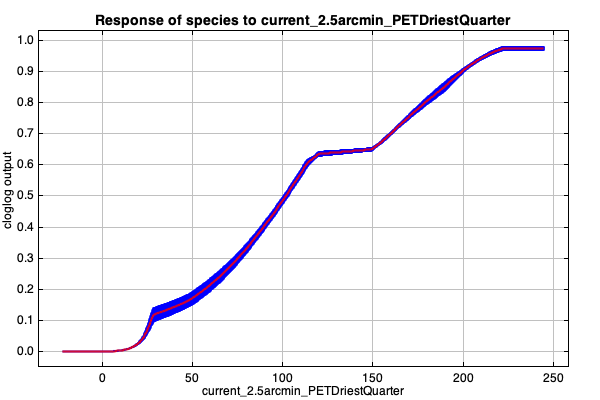 Response of species to current_2.5arcmin_PETDriestQuarter
1.0
0.9
0.8
0.7
0.6
0.5
0.4
0.3
0.2
0.1
0.0
cloglog output
0 50 100 150 200 250
current_2.5arcmin_PETDriestQuarter